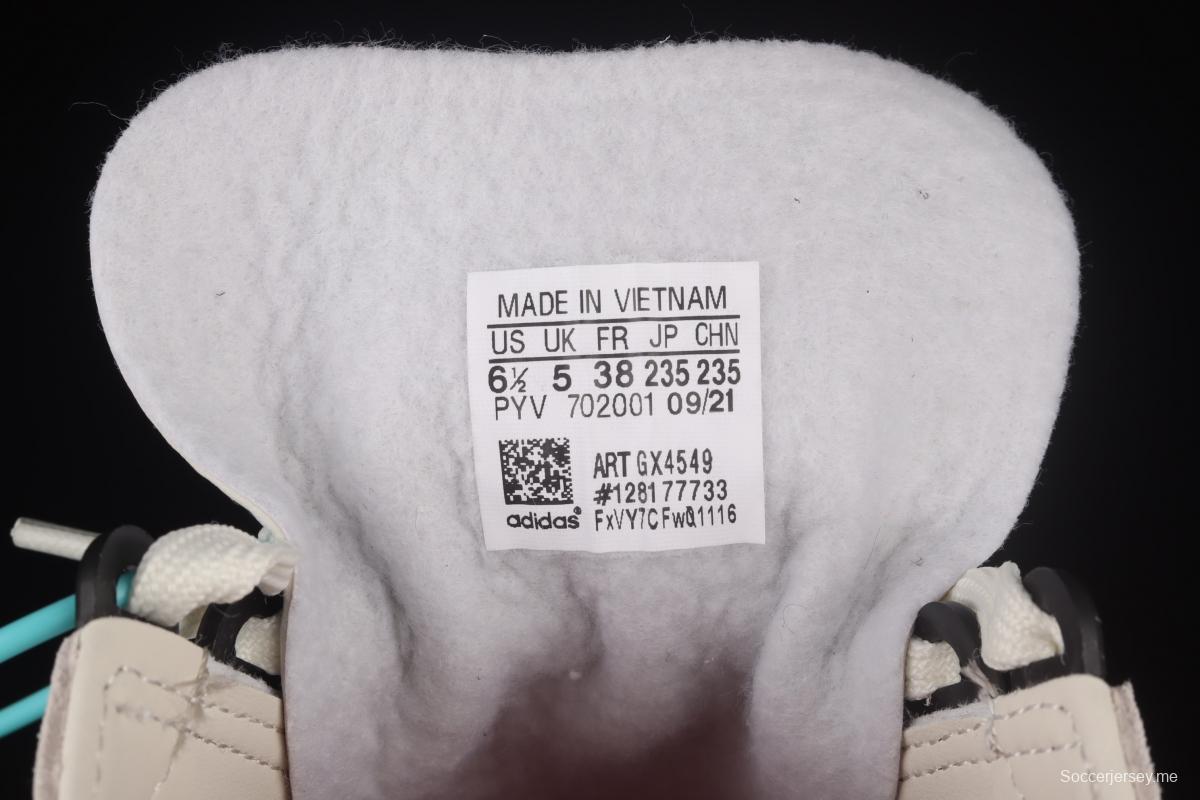 MADE IN VIETNAM
US UK FR JP CHN
6½ 5 38 235 235
PYV 702001 09/21
ART GX4549
#128177733
adidas® FxVY7CFwQ1116
Soccerjersey.me